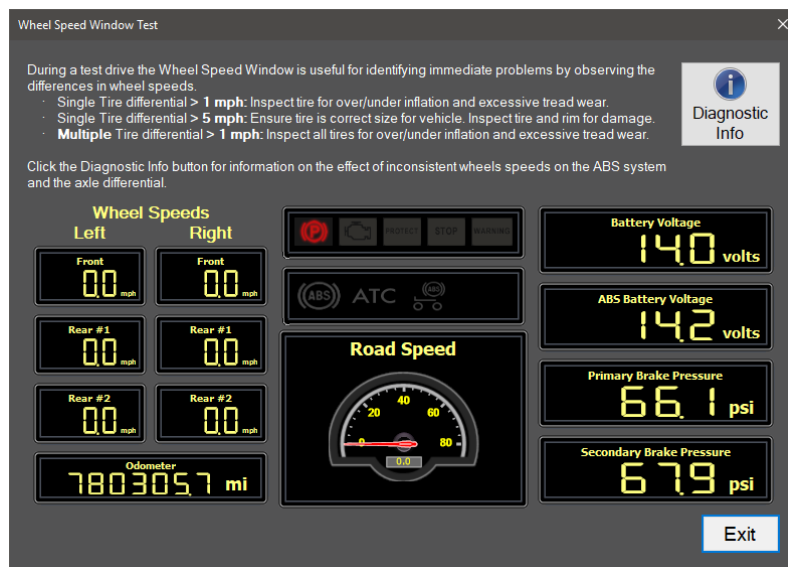 Wheel Speed Window Test
During a test drive the Wheel Speed Window is useful for identifying immediate problems by observing the
differences in wheel speeds.
· Single Tire differential > 1 mph: Inspect tire for over/under inflation and excessive tread wear.
· Single Tire differential > 5 mph: Ensure tire is correct size for vehicle. Inspect tire and rim for damage.
· Multiple Tire differential > 1 mph: Inspect all tires for over/under inflation and excessive tread wear.
Click the Diagnostic Info button for information on the effect of inconsistent wheels speeds on the ABS system
and the axle differential.
i
Diagnostic
Info
Wheel Speeds
Left Right
Front
0.0 mph
Front
0.0 mph
Rear #1
0.0 mph
Rear #1
0.0 mph
Rear #2
0.0 mph
Rear #2
0.0 mph
Odometer
780305.7 mi
P
PROTECT
STOP
WARNING
(ABS) ATC (ABS)
Road Speed
0 20 40 60 80
0.0
Battery Voltage
14.0 volts
ABS Battery Voltage
14.2 volts
Primary Brake Pressure
66.1 psi
Secondary Brake Pressure
67.9 psi
Exit